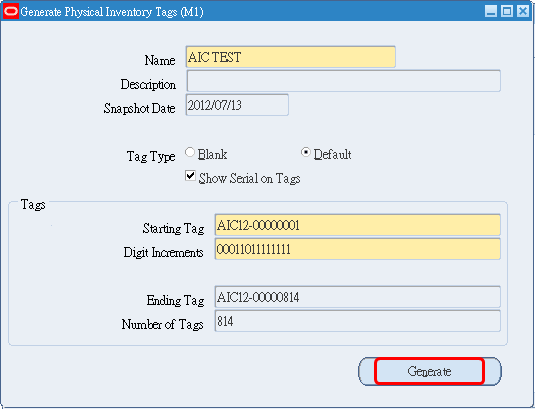 Generate Physical Inventory Tags (M1)
Name AIC TEST
Description
Snapshot Date 2012/07/13
Tag Type Blank Default
Show Serial on Tags
Tags
Starting Tag AIC12-00000001
Digit Increments 00011011111111
Ending Tag AIC12-00000814
Number of Tags 814
Generate